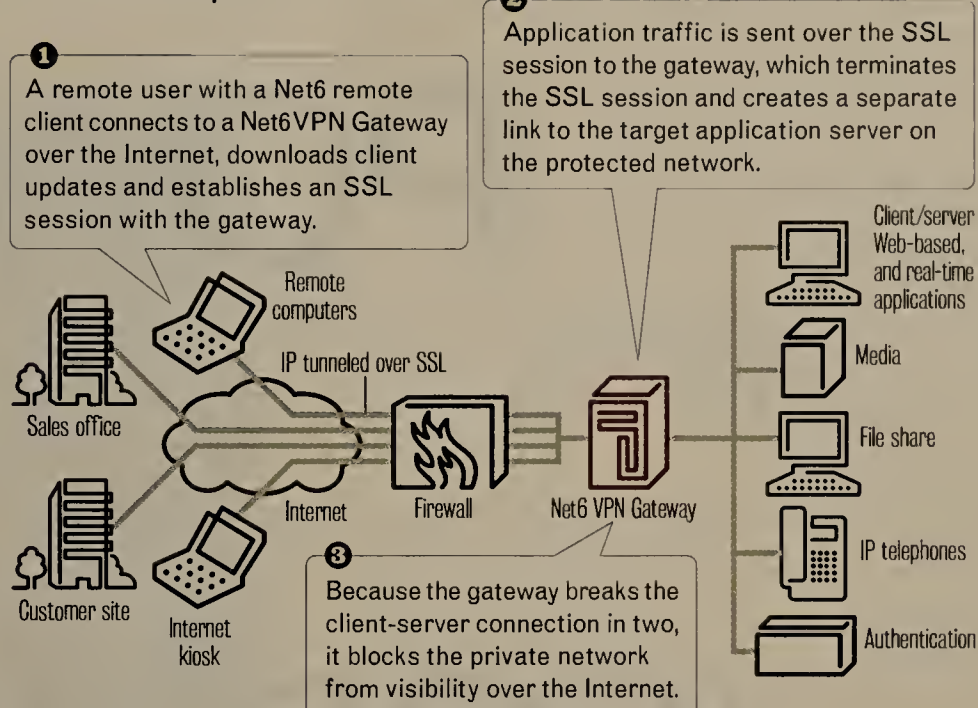 ❶
A remote user with a Net6 remote
client connects to a Net6VPN Gateway
over the Internet, downloads client
updates and establishes an SSL
session with the gateway.
Application traffic is sent over the SSL
session to the gateway, which terminates
the SSL session and creates a separate
link to the target application server on
the protected network.
Remote
computers
IP tunneled over SSL
Sales office
Internet
Firewall
Net6 VPN Gateway
Customer site
Internet
kiosk
Client/server
Web-based,
and real-time
applications
Media
File share
IP telephones
Authentication
❸
Because the gateway breaks the
client-server connection in two,
it blocks the private network
from visibility over the Internet.